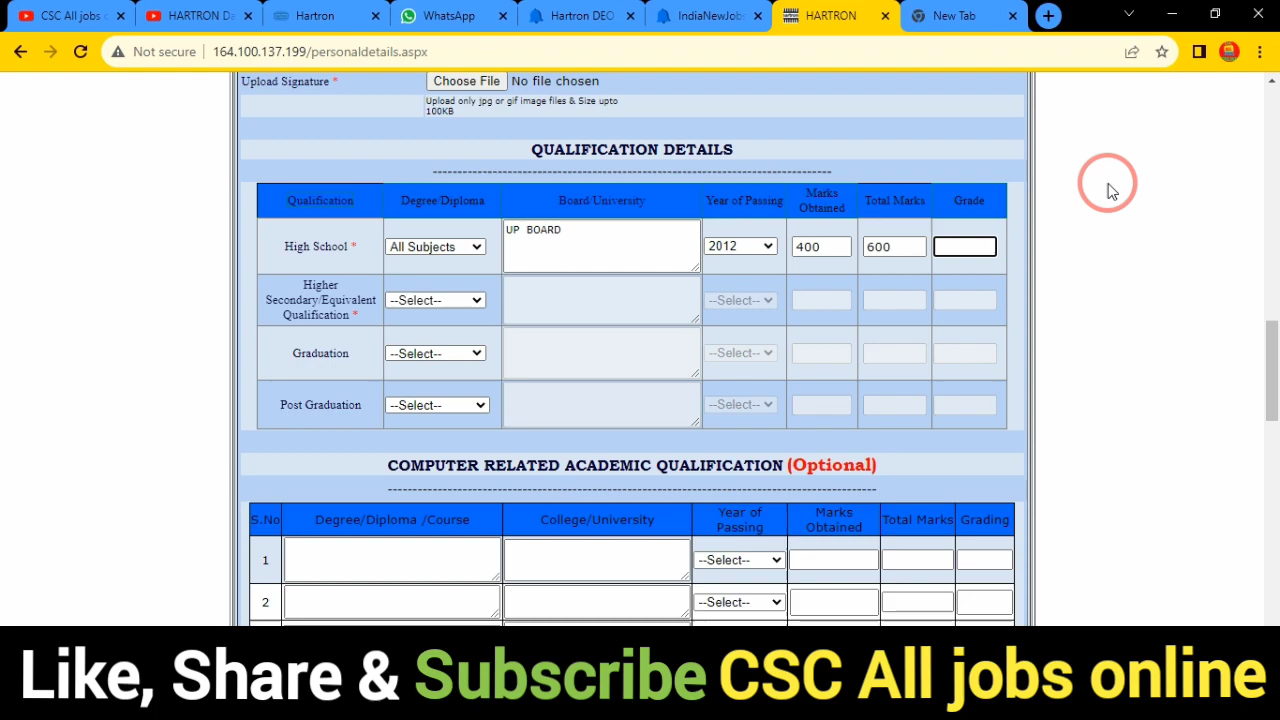 CSC All jobs o
HARTRON Da
Hartron
WhatsApp
Hartron DEO
IndiaNewJobs
HARTRON
New Tab
Not secure
164.100.137.199/personaldetails.aspx
Upload Signature *
Choose File No file chosen
Upload only jpg or gif image files & Size upto
100KB
QUALIFICATION DETAILS
Qualification
Degree/Diploma
Board/University
Year of Passing
Marks
Obtained
Total Marks
Grade
High School *
All Subjects
UP BOARD
2012
400
600
Higher
Secondary/Equivalent
Qualification *
--Select--
--Select--
Graduation
--Select--
--Select--
Post Graduation
--Select--
--Select--
COMPUTER RELATED ACADEMIC QUALIFICATION (Optional)
S.No
Degree/Diploma /Course
College/University
Year of
Passing
Marks
Obtained
Total Marks
Grading
1
--Select--
2
--Select--
Like, Share & Subscribe CSC All jobs online